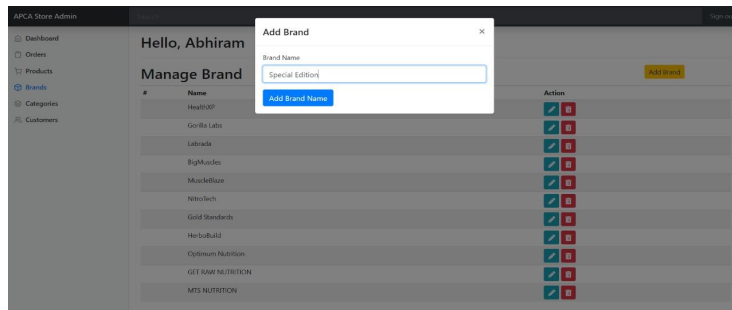 APCA Store Admin
Search
Sign out
Dashboard
Orders
Products
Brands
Categories
Customers
Hello, Abhiram
Manage Brand
Add Brand
Add Brand
×
Brand Name
Special Edition
Add Brand Name
# Name Action
HealthXP
Gorilla Labs
Labrada
BigMuscles
MuscleBlaze
NitroTech
Gold Standards
HerboBuild
Optimum Nutrition
GET RAW NUTRITION
MTS NUTRITION